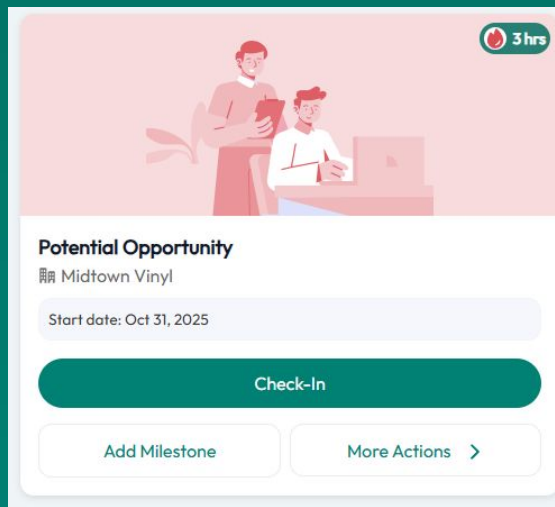 3 hrs
Potential Opportunity
Midtown Vinyl
Start date: Oct 31, 2025
Check-In
Add Milestone
More Actions